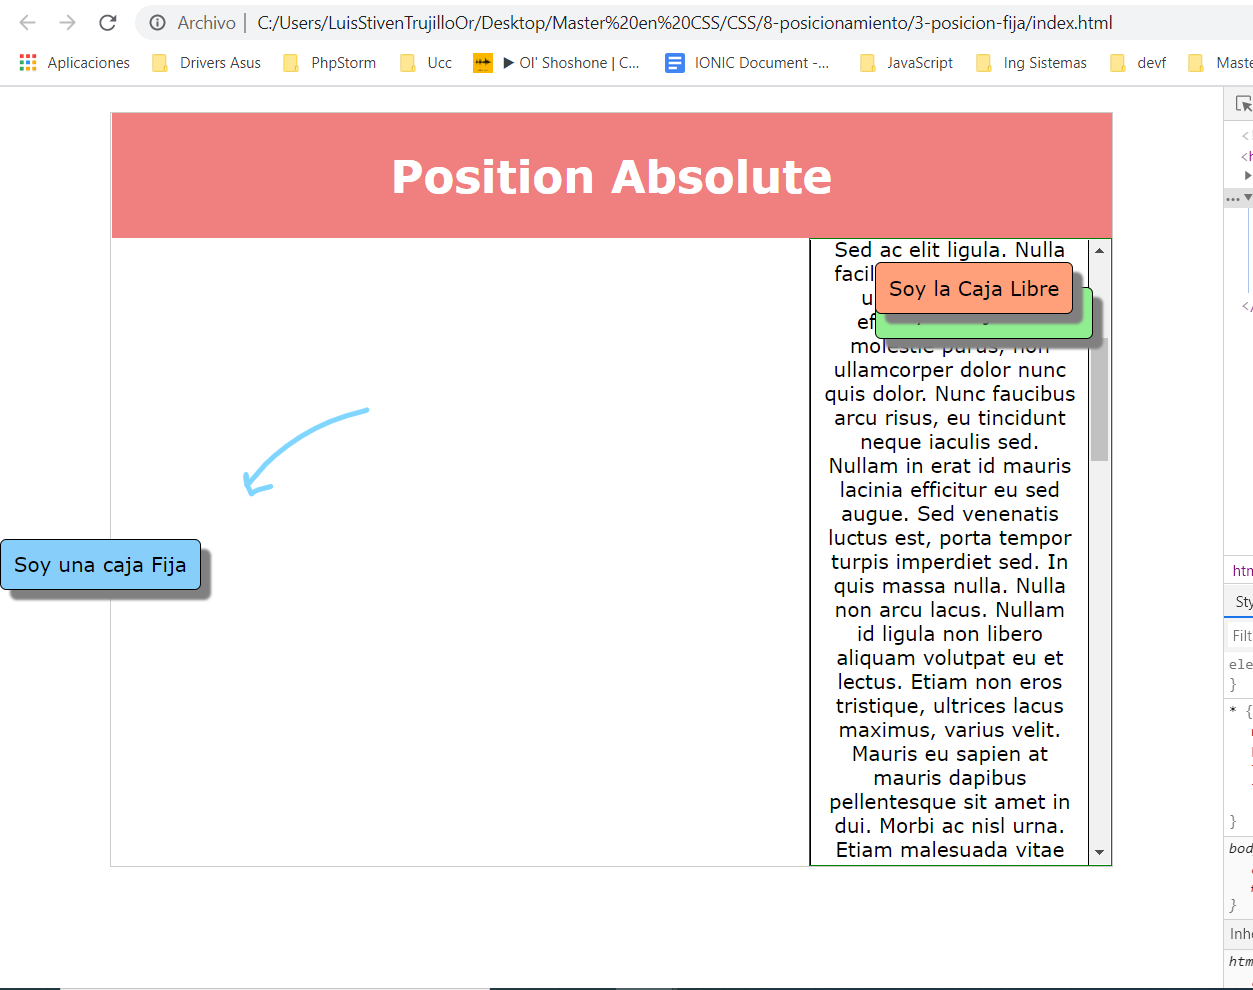 Archivo | C:/Users/LuisStivenTrujilloOr/Desktop/Master%20en%20CSS/CSS/8-posicionamiento/3-posicion-fija/index.html
Aplicaciones Drivers Asus PhpStorm Ucc ▶ Ol' Shoshone | C... IONIC Document -... JavaScript Ing Sistemas devf Maste
Position Absolute
Sed ac elit ligula. Nulla
facil
Soy la Caja Libre
u
ef
molestie purus, non
ullamcorper dolor nunc
quis dolor. Nunc faucibus
arcu risus, eu tincidunt
neque iaculis sed.
Nullam in erat id mauris
lacinia efficitur eu sed
augue. Sed venenatis
luctus est, porta tempor
turpis imperdiet sed. In
quis massa nulla. Nulla
non arcu lacus. Nullam
id ligula non libero
aliquam volutpat eu et
lectus. Etiam non eros
tristique, ultrices lacus
maximus, varius velit.
Mauris eu sapien at
mauris dapibus
pellentesque sit amet in
dui. Morbi ac nisl urna.
Etiam malesuada vitae
Soy una caja Fija
<!
<h
...
</
htm
Sty
Filt
ele
}
* {
}
bod
}
Inhe
htm